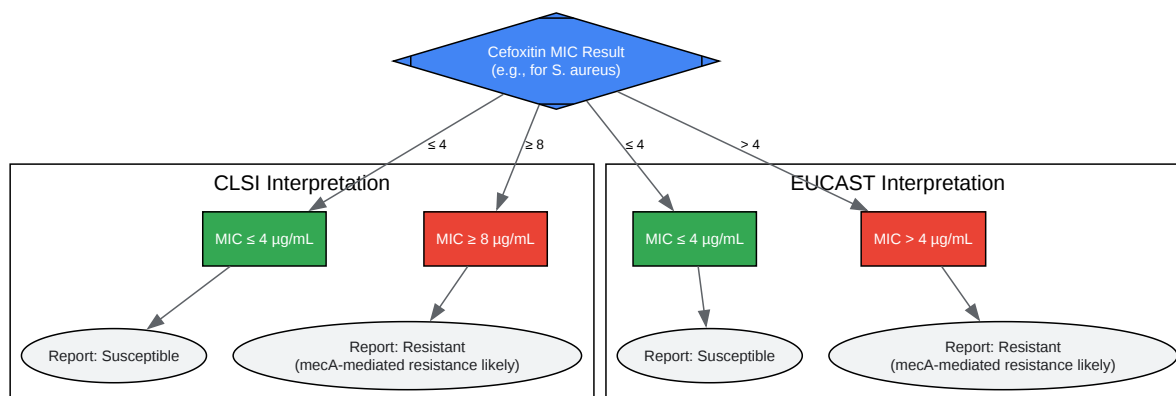 Cefoxitin MIC Result
(e.g., for S. aureus)
≤ 4
≥ 8
≤ 4
> 4
CLSI Interpretation
EUCAST Interpretation
MIC ≤ 4 µg/mL
MIC ≥ 8 µg/mL
MIC ≤ 4 µg/mL
MIC > 4 µg/mL
Report: Susceptible
Report: Resistant
(mecA-mediated resistance likely)
Report: Susceptible
Report: Resistant
(mecA-mediated resistance likely)